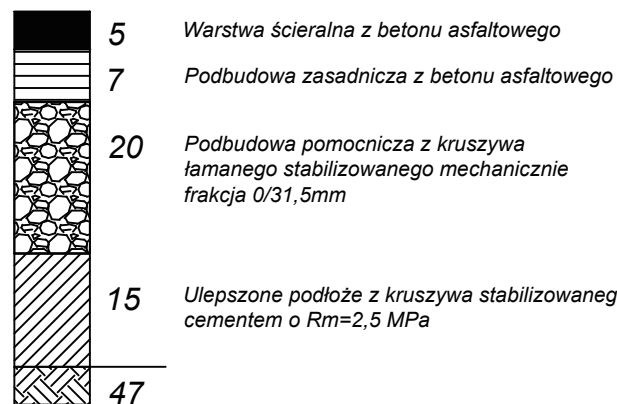 5 Warstwa ścieralna z betonu asfaltowego
7 Podbudowa zasadnicza z betonu asfaltowego
20 Podbudowa pomocnicza z kruszywa
łamanego stabilizowanego mechanicznie
frakcja 0/31,5mm
15 Ulepszone podłoże z kruszywa stabilizowaneg
cementem o Rm=2,5 MPa
47